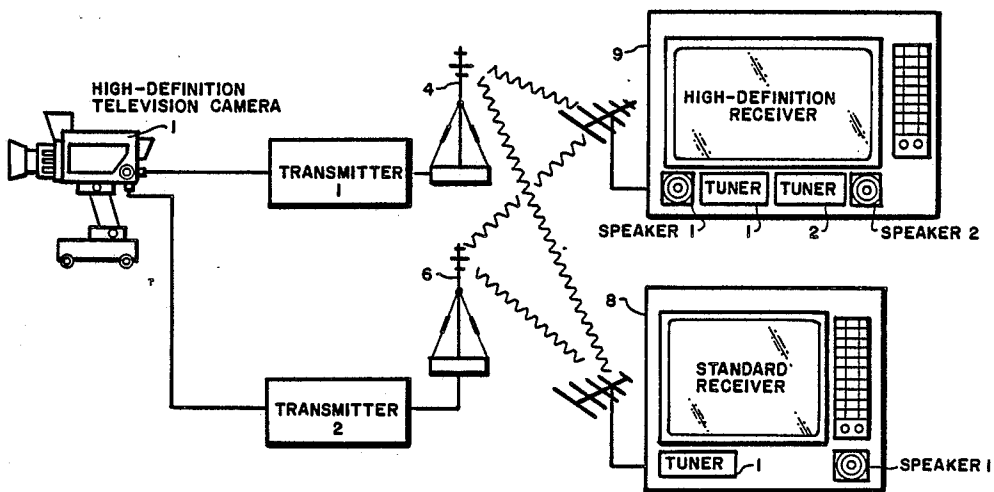 HIGH-DEFINITION
TELEVISION CAMERA
1
TRANSMITTER
1
4
9
HIGH-DEFINITION
RECEIVER
TUNER
TUNER
SPEAKER 1
1
2
SPEAKER 2
6
TRANSMITTER
2
8
STANDARD
RECEIVER
TUNER
1
SPEAKER 1